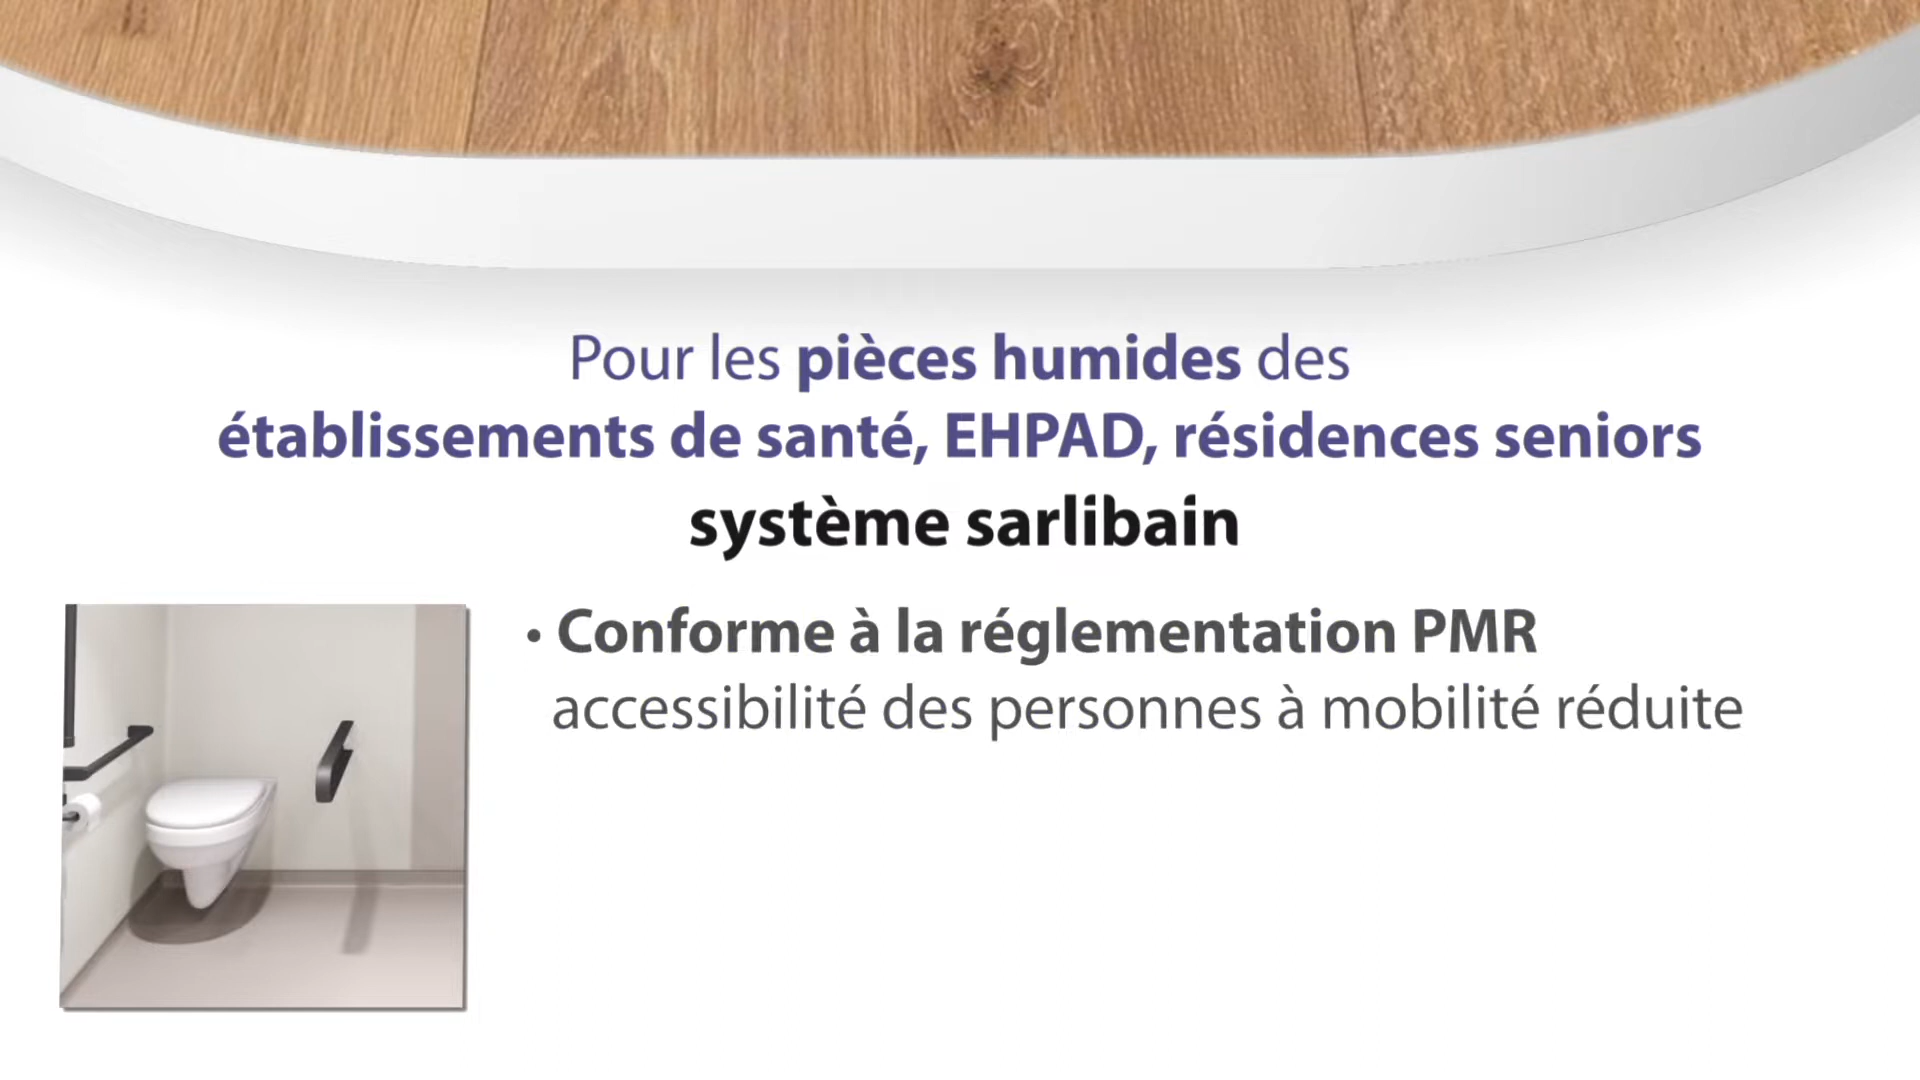 Pour les pièces humides des
établissements de santé, EHPAD, résidences seniors
système sarlibain
• Conforme à la réglementation PMR
accessibilité des personnes à mobilité réduite